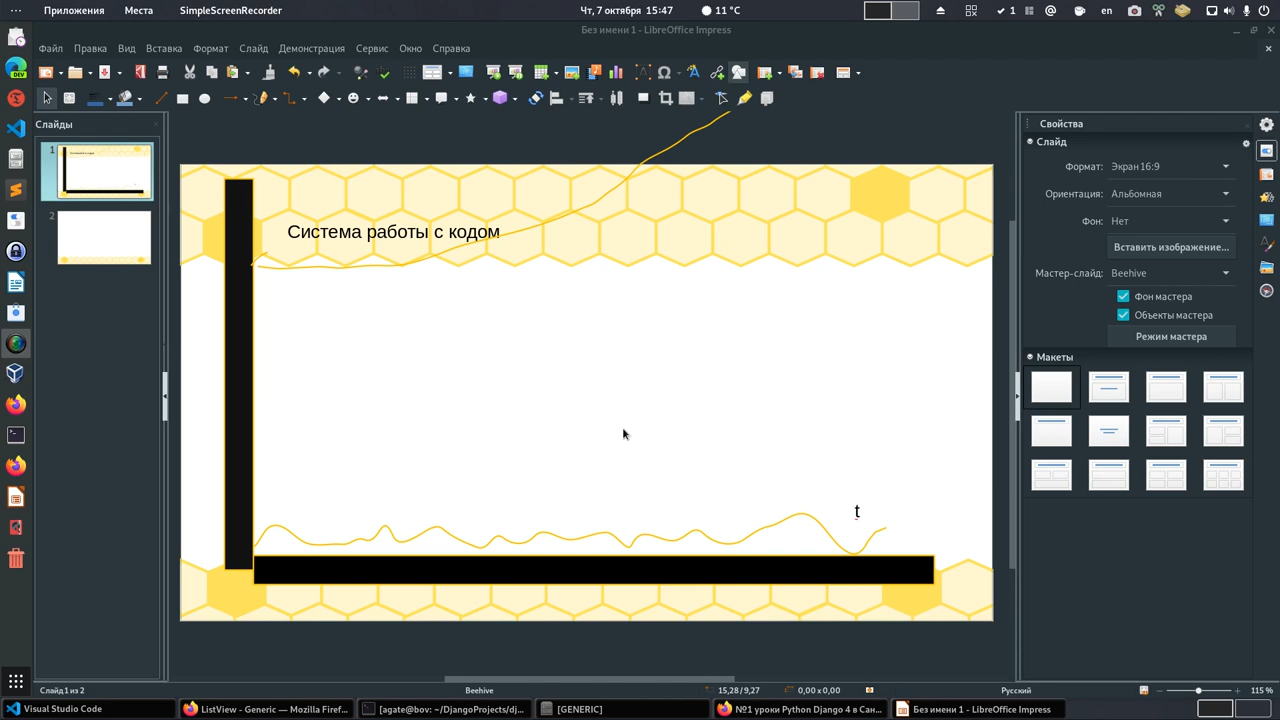 Приложения Места SimpleScreenRecorder Чт, 7 октября 15:47 11 °C 1 en
Без имени 1 - LibreOffice Impress
Файл Правка Вид Вставка Формат Слайд Демонстрация Сервис Окно Справка
DEV
Слайды
1
2
Система работы с кодом
t
Свойства
Слайд
Формат: Экран 16:9
Ориентация: Альбомная
Фон: Нет
Вставить изображение...
Мастер-слайд: Beehive
Фон мастера
Объекты мастера
Режим мастера
Макеты
Слайд 1 из 2 Beehive 15,28 / 9,27 0,00 x 0,00 Русский 115 %
Visual Studio Code ListView - Generic — Mozilla Firef... [agate@bov: ~/DjangoProjects/dj... [GENERIC] №1 уроки Python Django 4 в Сан... Без имени 1 - LibreOffice Impress